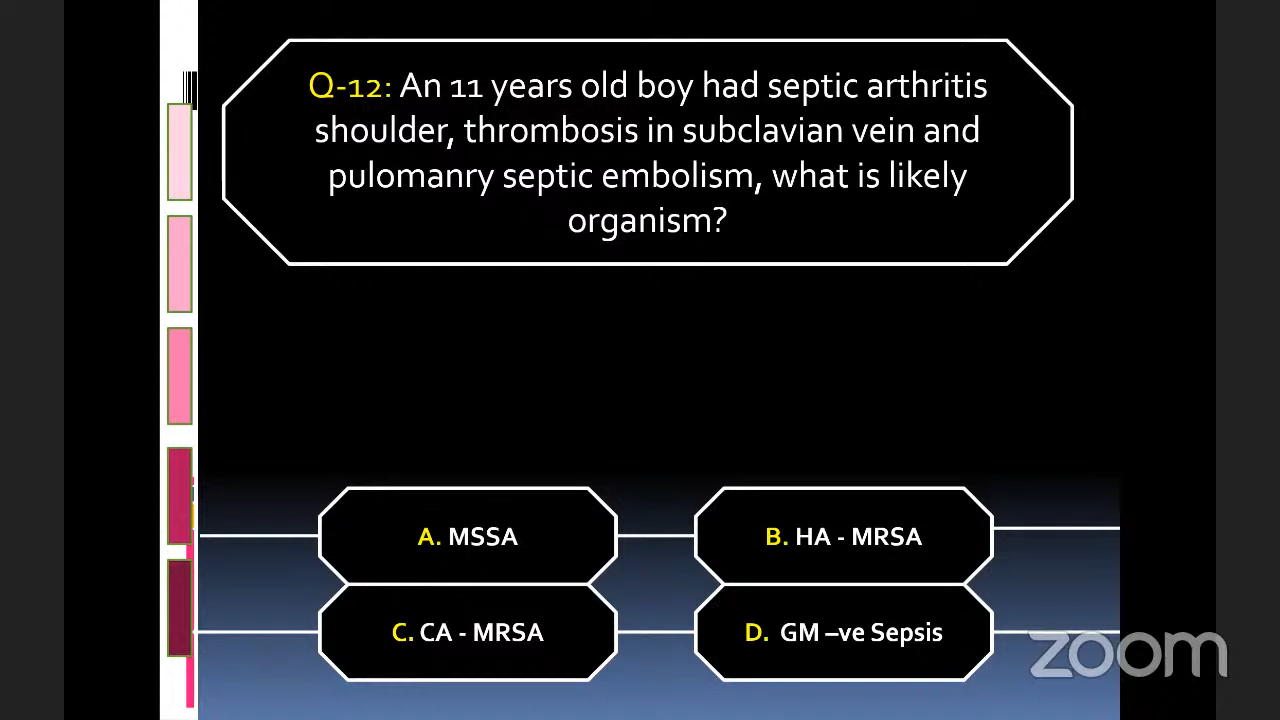 Q-12: An 11 years old boy had septic arthritis
shoulder, thrombosis in subclavian vein and
pulomanry septic embolism, what is likely
organism?
A. MSSA
B. HA - MRSA
C. CA - MRSA
D. GM –ve Sepsis
zoom